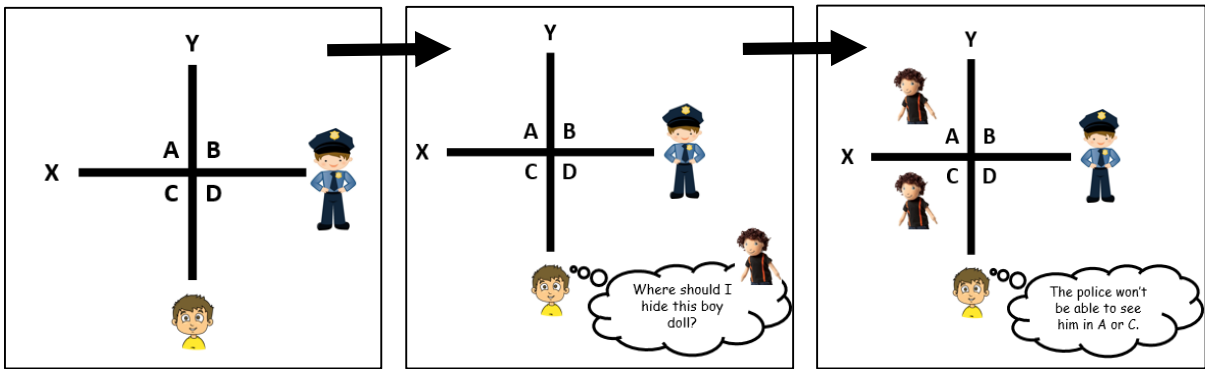 Y
A B
X
C D
Y
A B
X
C D
Where should I
hide this boy
doll?
Y
A B
X
C D
The police won't
be able to see
him in A or C.